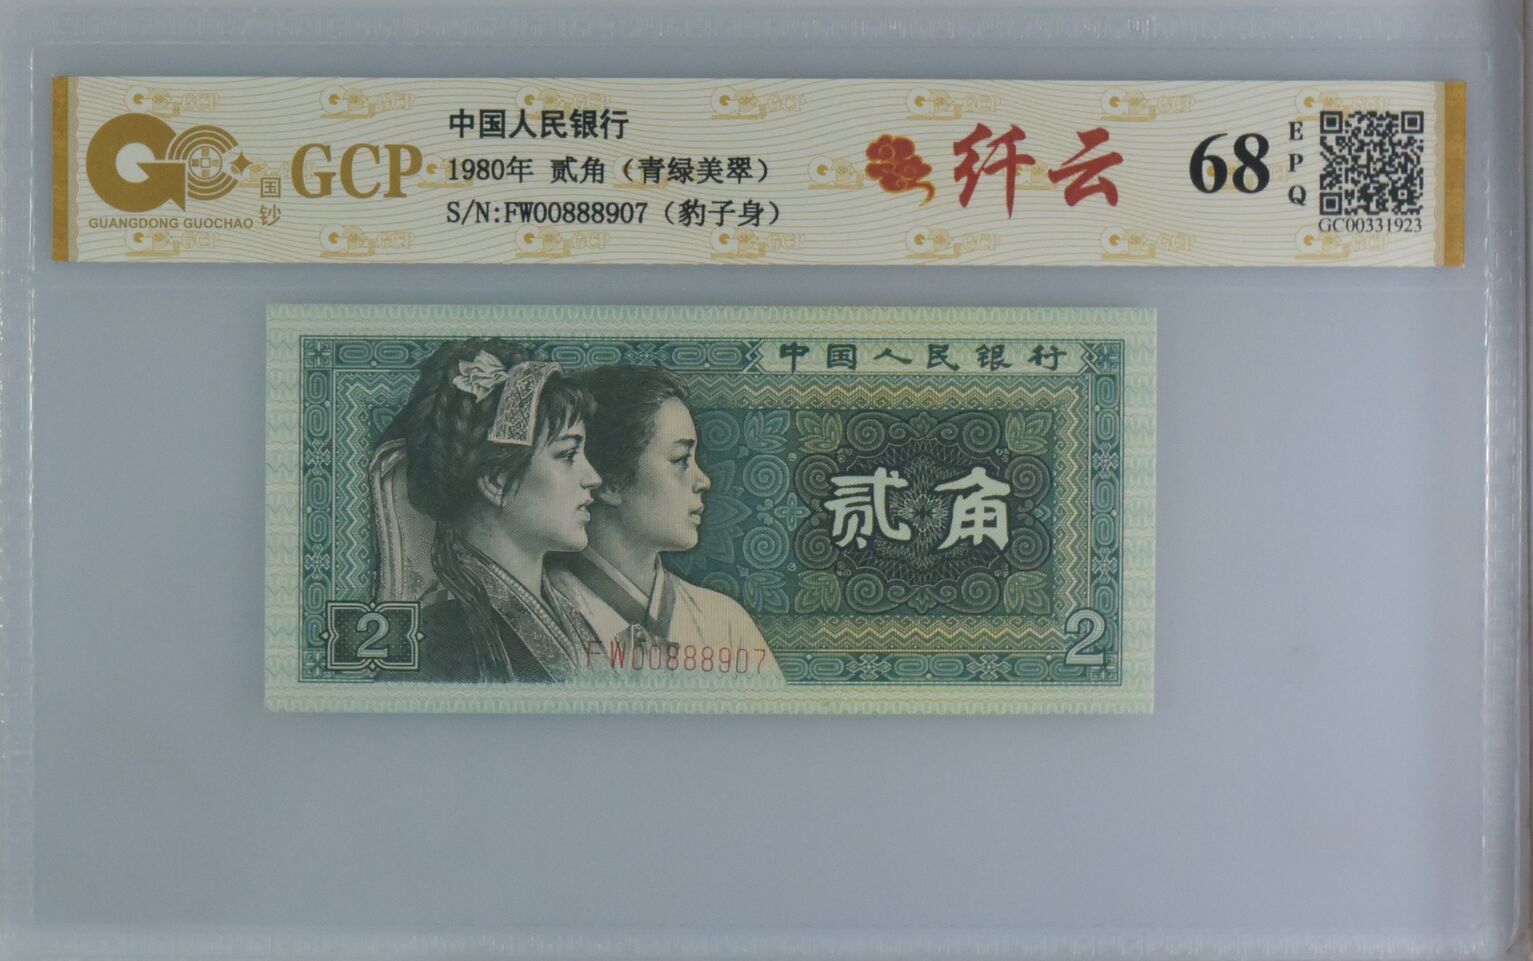 GUANGDONG GUOCHAO
国钞
GCP
中国人民银行
1980年 贰角（青绿美翠）
S/N:FW00888907（豹子身）
纤云
68
EPQ
GC00331923
中国人民银行
贰角
2
FW00888907
2